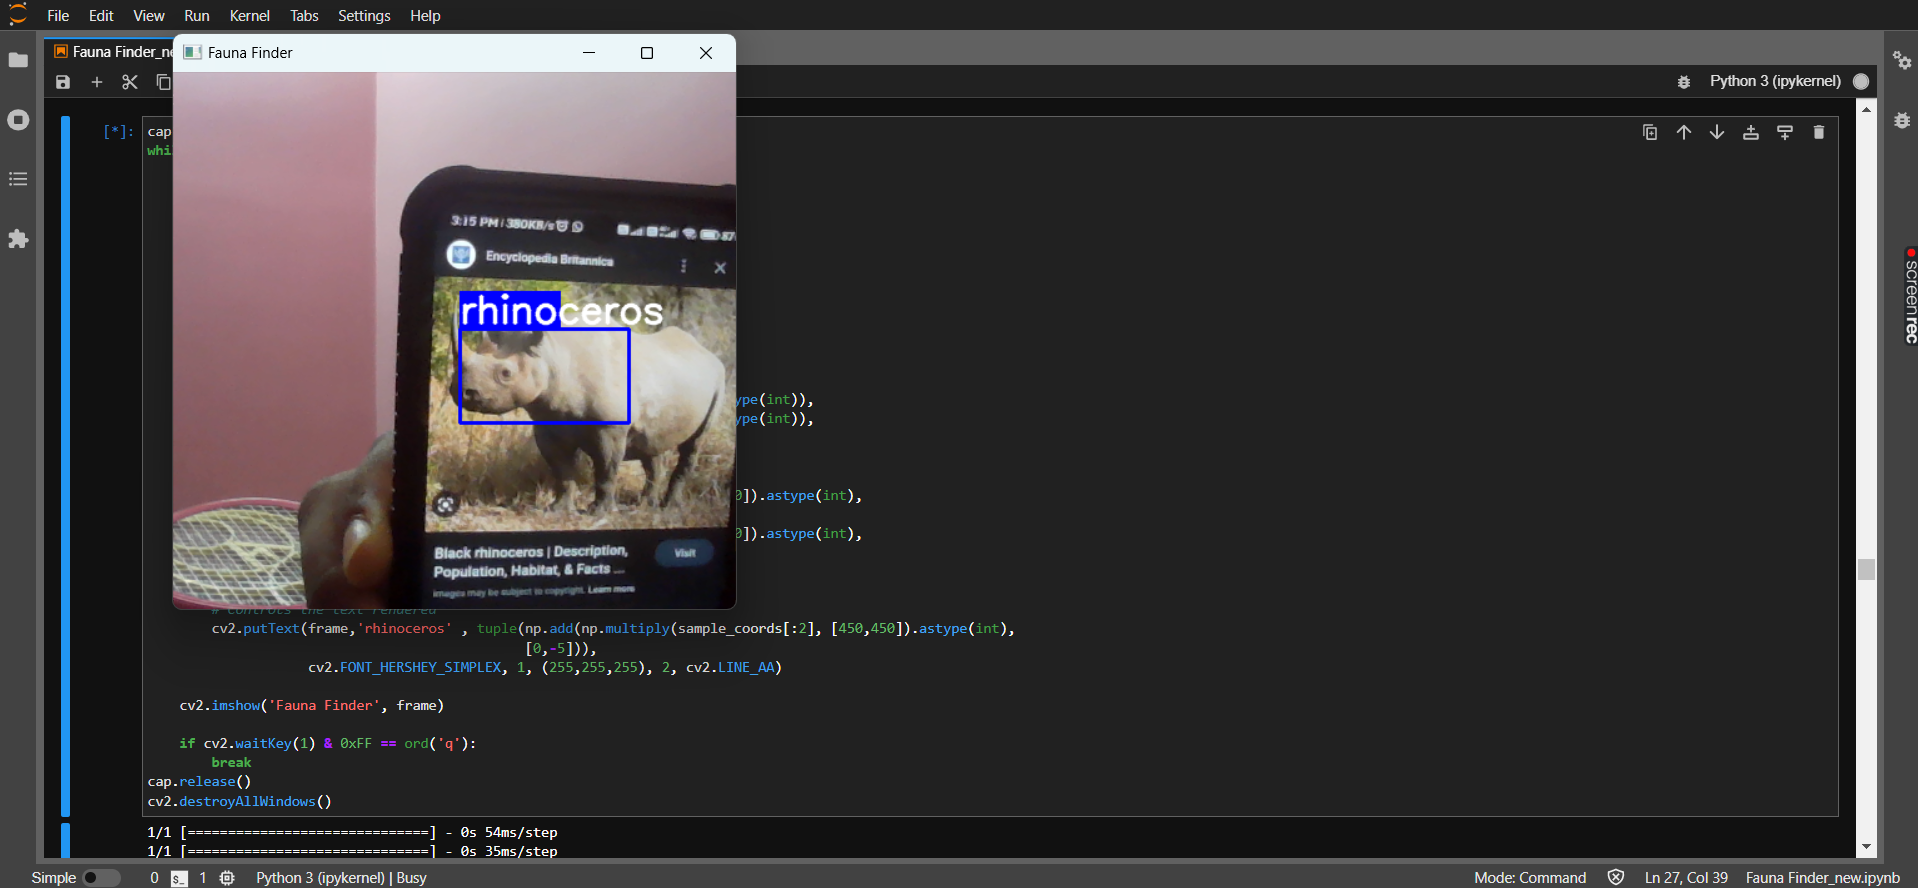 File Edit View Run Kernel Tabs Settings Help
Fauna Finder_ne
Fauna Finder
Python 3 (ipykernel)
[*]:
cap
whi
3:15 PM | 380KB/s
87
Encyclopedia Britannica
rhinoceros
Black rhinoceros | Description,
Population, Habitat, & Facts ...
Visit
Images may be subject to copyright. Learn more
ype(int)),
ype(int)),
0]).astype(int),
0]).astype(int),
# Controls the text rendered
cv2.putText(frame,'rhinoceros' , tuple(np.add(np.multiply(sample_coords[:2], [450,450]).astype(int),
[0,-5])),
cv2.FONT_HERSHEY_SIMPLEX, 1, (255,255,255), 2, cv2.LINE_AA)
cv2.imshow('Fauna Finder', frame)
if cv2.waitKey(1) & 0xFF == ord('q'):
break
cap.release()
cv2.destroyAllWindows()
1/1 [==============================] - 0s 54ms/step
1/1 [==============================] - 0s 35ms/step
screenrec
Simple 0 $_ 1 Python 3 (ipykernel) | Busy
Mode: Command Ln 27, Col 39 Fauna Finder_new.ipynb